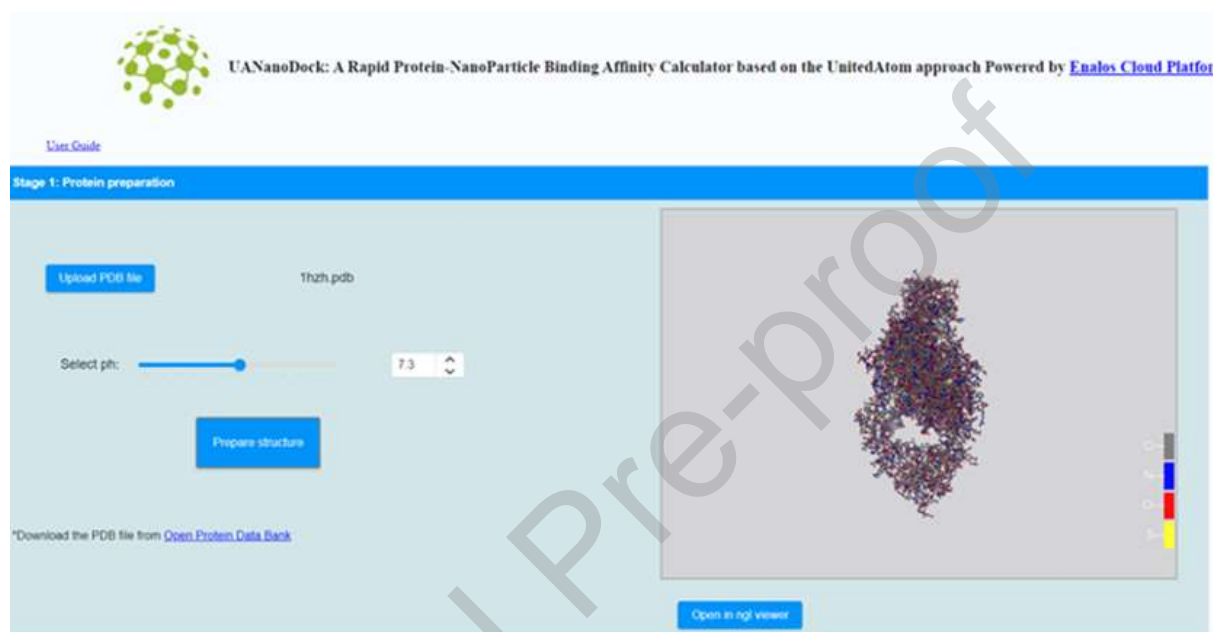 UANanoDock: A Rapid Protein-NanoParticle Binding Affinity Calculator based on the UnitedAtom approach Powered by Enalos Cloud Platfor
User Guide
Stage 1: Protein preparation
Upload PDB file
1hzh.pdb
Select ph:
7.3
Prepare structure
*Download the PDB file from Open Protein Data Bank
Open in ngl viewer
Pre-proof